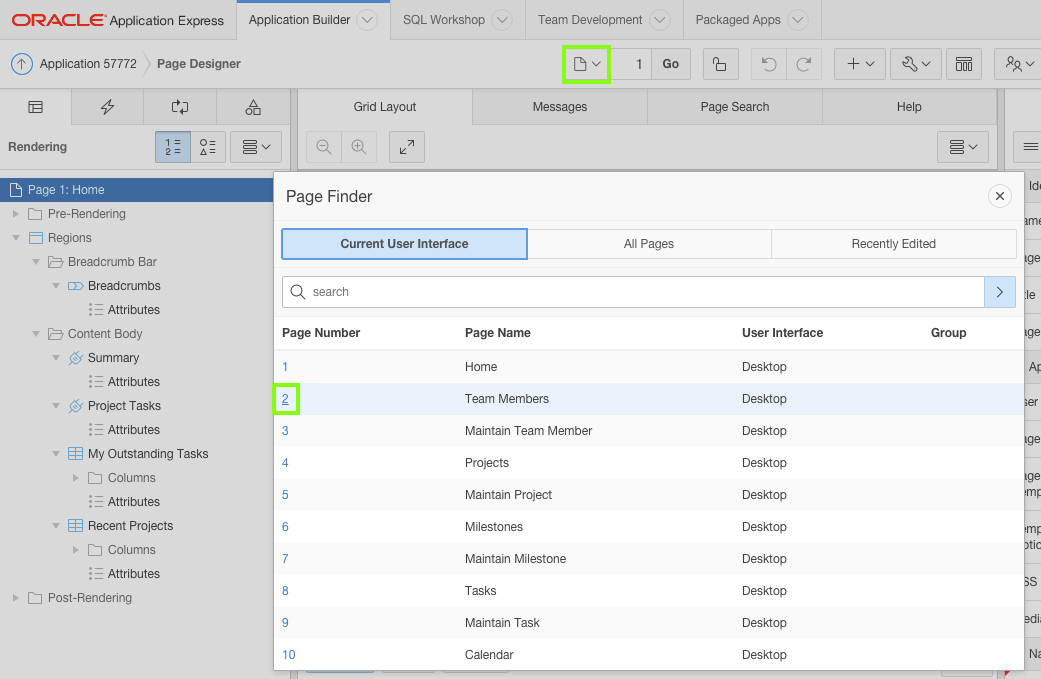 ORACLE Application Express
Application Builder
SQL Workshop
Team Development
Packaged Apps
Application 57772
Page Designer
1
Go
Grid Layout
Messages
Page Search
Help
Rendering
Page 1: Home
Pre-Rendering
Regions
Breadcrumb Bar
Breadcrumbs
Attributes
Content Body
Summary
Attributes
Project Tasks
Attributes
My Outstanding Tasks
Columns
Attributes
Recent Projects
Columns
Attributes
Post-Rendering
Page Finder
Current User Interface
All Pages
Recently Edited
search
Page Number Page Name User Interface Group
1 Home Desktop
2 Team Members Desktop
3 Maintain Team Member Desktop
4 Projects Desktop
5 Maintain Project Desktop
6 Milestones Desktop
7 Maintain Milestone Desktop
8 Tasks Desktop
9 Maintain Task Desktop
10 Calendar Desktop